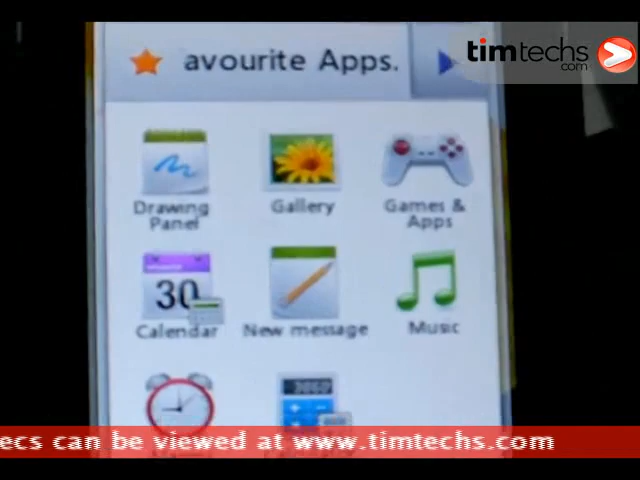 avourite Apps.
timtechs
.com
Drawing
Panel
Gallery
Games &
Apps
30
Calendar
New message
Music
3060
ecs can be viewed at www.timtechs.com